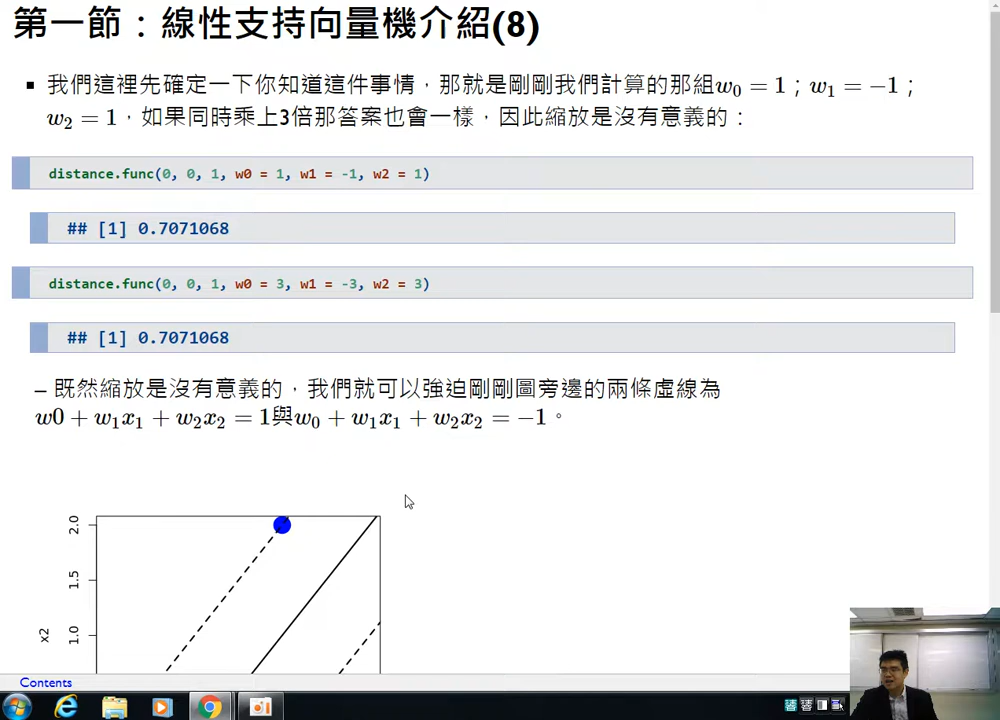 第一節：線性支持向量機介紹(8)
我們這裡先確定一下你知道這件事情，那就是剛剛我們計算的那組w₀ = 1；w₁ = −1；
w₂ = 1，如果同時乘上3倍那答案也會一樣，因此縮放是沒有意義的：
distance.func(0, 0, 1, w0 = 1, w1 = -1, w2 = 1)
## [1] 0.7071068
distance.func(0, 0, 1, w0 = 3, w1 = -3, w2 = 3)
## [1] 0.7071068
– 既然縮放是沒有意義的，我們就可以強迫剛剛圖旁邊的兩條虛線為
w0 + w₁x₁ + w₂x₂ = 1與w₀ + w₁x₁ + w₂x₂ = −1。
2.0
1.5
1.0
x2
Contents